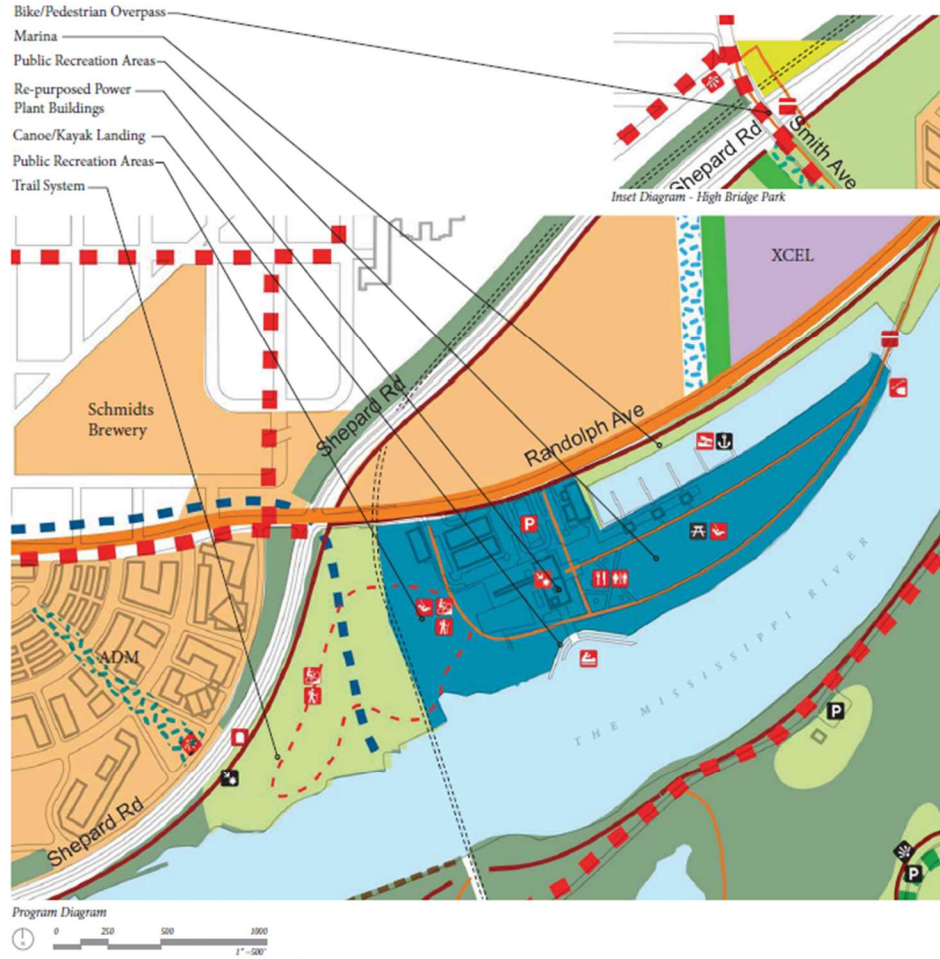 Bike/Pedestrian Overpass
Marina
Public Recreation Areas
Re-purposed Power
Plant Buildings
Canoe/Kayak Landing
Public Recreation Areas
Trail System
Shepard Rd
Smith Ave
Inset Diagram - High Bridge Park
XCEL
Schmidts
Brewery
Shepard Rd
Randolph Ave
P
ADM
THE MISSISSIPPI RIVER
P
Shepard Rd
P
Program Diagram
N
0 250 500 1000
1" =500'